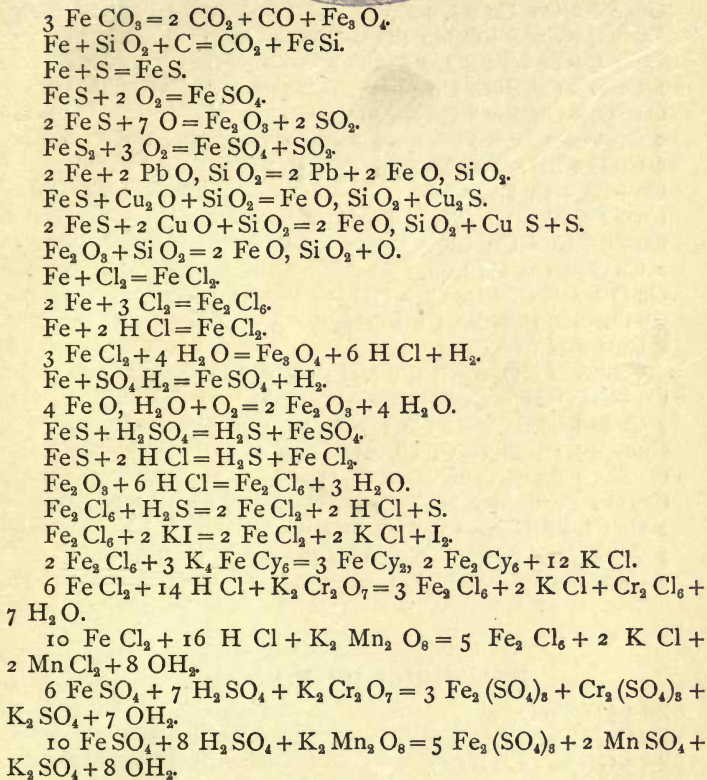 3 Fe CO₃ = 2 CO₂ + CO + Fe₃ O₄.
Fe + Si O₂ + C = CO₂ + Fe Si.
Fe + S = Fe S.
Fe S + 2 O₂ = Fe SO₄.
2 Fe S + 7 O = Fe₂ O₃ + 2 SO₂.
Fe S₂ + 3 O₂ = Fe SO₄ + SO₂.
2 Fe + 2 Pb O, Si O₂ = 2 Pb + 2 Fe O, Si O₂.
Fe S + Cu₂ O + Si O₂ = Fe O, Si O₂ + Cu₂ S.
2 Fe S + 2 Cu O + Si O₂ = 2 Fe O, Si O₂ + Cu S + S.
Fe₂ O₃ + Si O₂ = 2 Fe O, Si O₂ + O.
Fe + Cl₂ = Fe Cl₂.
2 Fe + 3 Cl₂ = Fe₂ Cl₆.
Fe + 2 H Cl = Fe Cl₂.
3 Fe Cl₂ + 4 H₂ O = Fe₃ O₄ + 6 H Cl + H₂.
Fe + SO₄ H₂ = Fe SO₄ + H₂.
4 Fe O, H₂ O + O₂ = 2 Fe₂ O₃ + 4 H₂ O.
Fe S + H₂ SO₄ = H₂ S + Fe SO₄.
Fe S + 2 H Cl = H₂ S + Fe Cl₂.
Fe₂ O₃ + 6 H Cl = Fe₂ Cl₆ + 3 H₂ O.
Fe₂ Cl₆ + H₂ S = 2 Fe Cl₂ + 2 H Cl + S.
Fe₂ Cl₆ + 2 KI = 2 Fe Cl₂ + 2 K Cl + I₂.
2 Fe₂ Cl₆ + 3 K₄ Fe Cy₆ = 3 Fe Cy₂, 2 Fe₂ Cy₆ + 12 K Cl.
6 Fe Cl₂ + 14 H Cl + K₂ Cr₂ O₇ = 3 Fe₂ Cl₆ + 2 K Cl + Cr₂ Cl₆ +
7 H₂ O.
10 Fe Cl₂ + 16 H Cl + K₂ Mn₂ O₈ = 5 Fe₂ Cl₆ + 2 K Cl +
2 Mn Cl₂ + 8 OH₂.
6 Fe SO₄ + 7 H₂ SO₄ + K₂ Cr₂ O₇ = 3 Fe₂ (SO₄)₃ + Cr₂ (SO₄)₃ +
K₂ SO₄ + 7 OH₂.
10 Fe SO₄ + 8 H₂ SO₄ + K₂ Mn₂ O₈ = 5 Fe₂ (SO₄)₃ + 2 Mn SO₄ +
K₂ SO₄ + 8 OH₂.